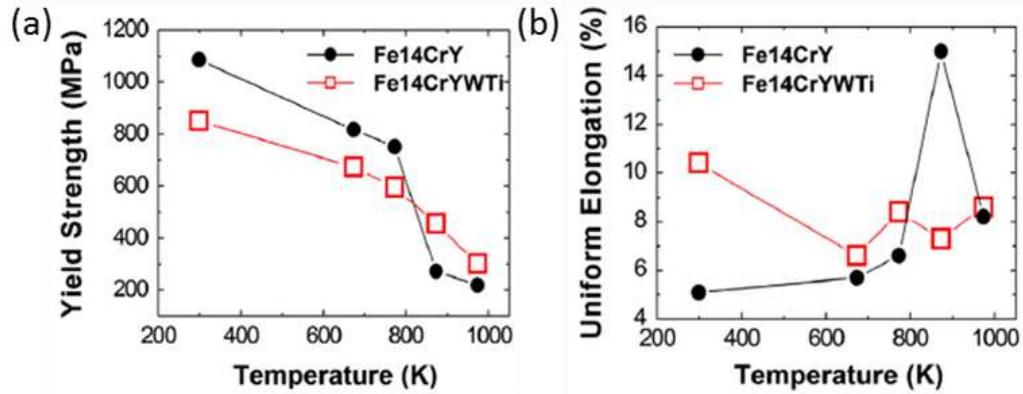 (a)
1200
1000
800
600
400
200
Yield Strength (MPa)
Fe14CrY
Fe14CrYWTi
200 400 600 800 1000
Temperature (K)
(b)
16
14
12
10
8
6
4
Uniform Elongation (%)
Fe14CrY
Fe14CrYWTi
200 400 600 800 1000
Temperature (K)